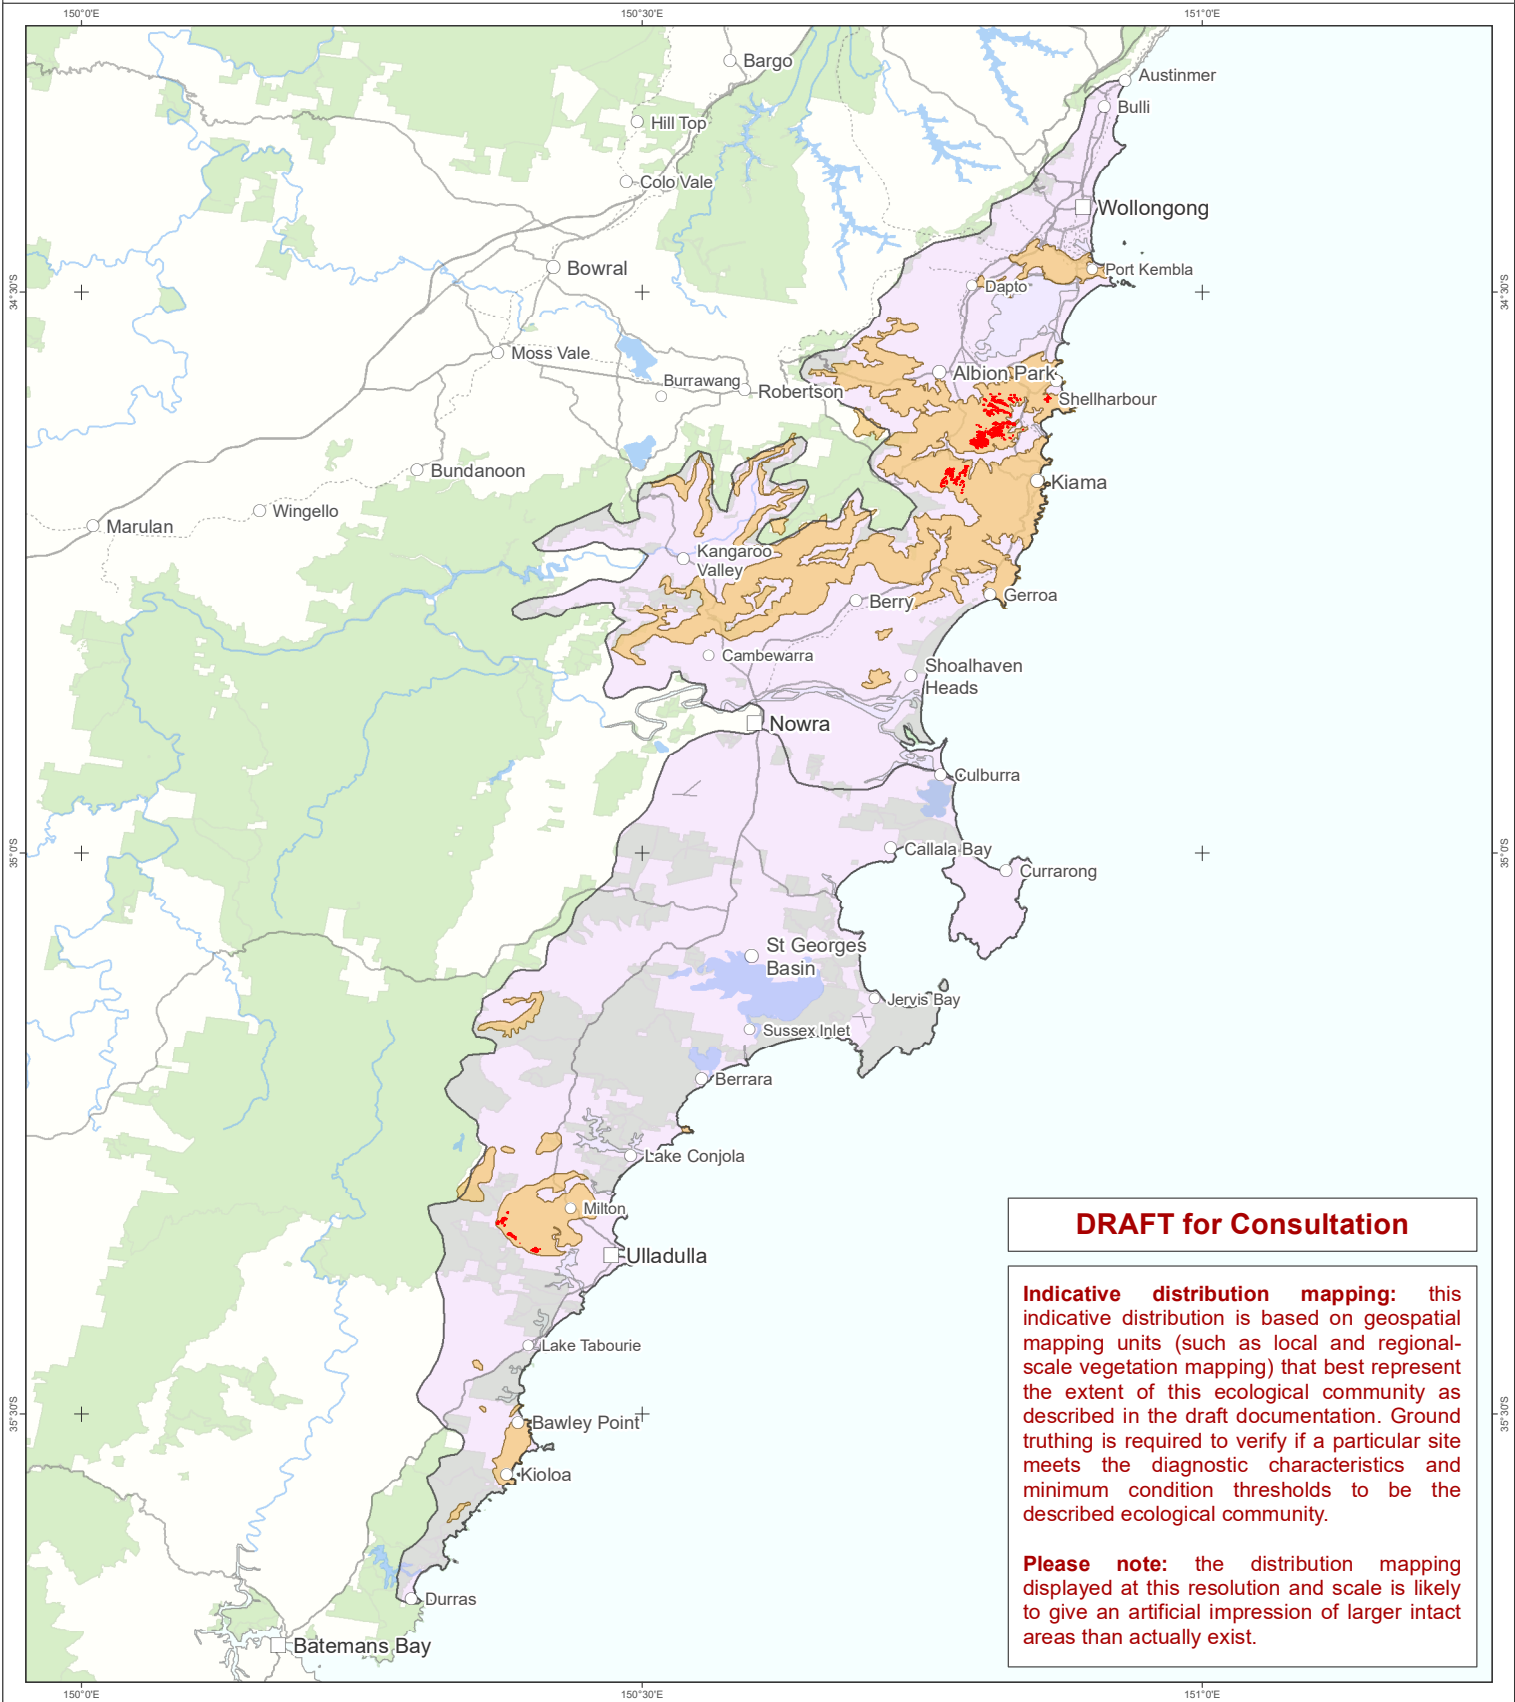 150°0'E
150°30'E
151°0'E
Bargo
Austinmer
Bulli
Hill Top
Colo Vale
Wollongong
Bowral
Port Kembla
Dapto
34°30'S
34°30'S
Moss Vale
Albion Park
Burrawang
Robertson
Shellharbour
Bundanoon
Kiama
Wingello
Marulan
Kangaroo
Valley
Gerroa
Berry
Cambewarra
Shoalhaven
Heads
Nowra
Culburra
35°0'S
35°0'S
Callala Bay
Currarong
St Georges
Basin
Jervis Bay
Sussex Inlet
Berrara
Lake Conjola
Milton
Ulladulla
Lake Tabourie
35°30'S
35°30'S
Bawley Point
Kioloa
Durras
Batemans Bay
DRAFT for Consultation
Indicative distribution mapping: this
indicative distribution is based on geospatial
mapping units (such as local and regional-
scale vegetation mapping) that best represent
the extent of this ecological community as
described in the draft documentation. Ground
truthing is required to verify if a particular site
meets the diagnostic characteristics and
minimum condition thresholds to be the
described ecological community.
Please note: the distribution mapping
displayed at this resolution and scale is likely
to give an artificial impression of larger intact
areas than actually exist.
150°0'E
150°30'E
151°0'E